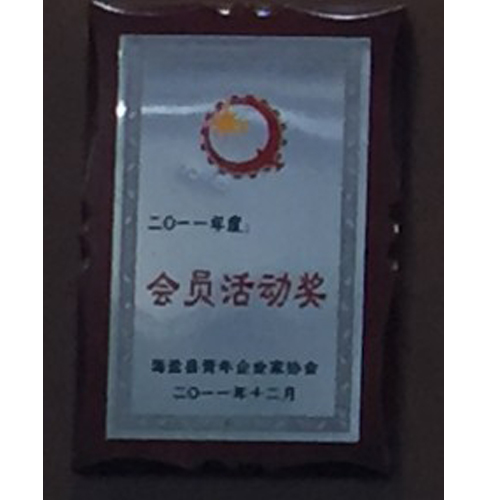 二〇一一年度
会员活动奖
海盐县青年企业家协会
二〇一一年十二月